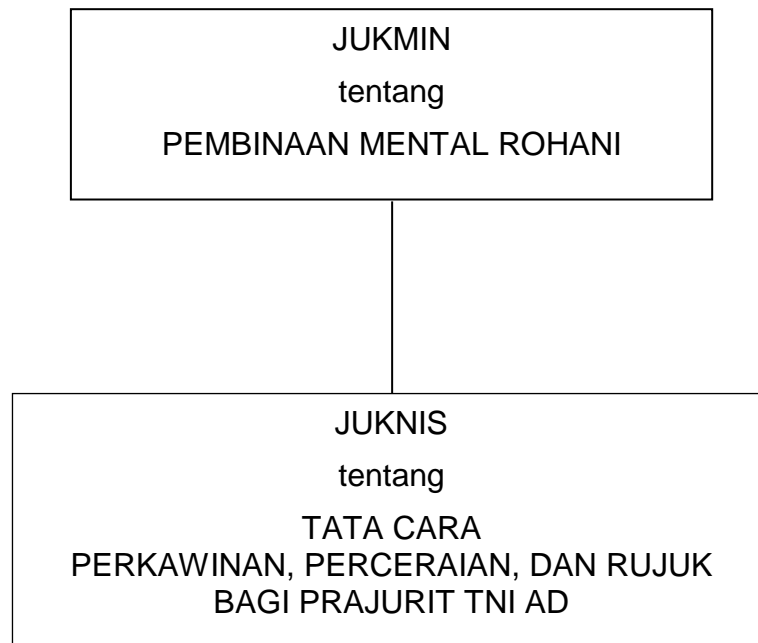 JUKMIN
tentang
PEMBINAAN MENTAL ROHANI
JUKNIS
tentang
TATA CARA
PERKAWINAN, PERCERAIAN, DAN RUJUK
BAGI PRAJURIT TNI AD